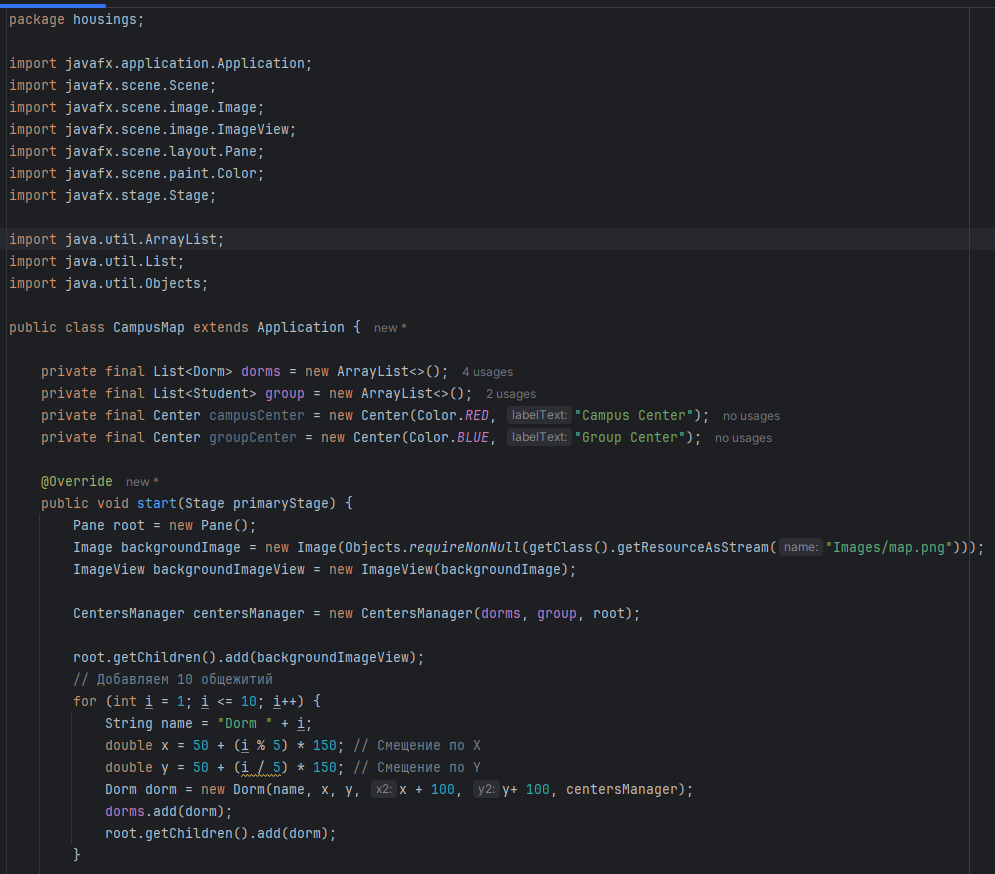 package housings;
import javafx.application.Application;
import javafx.scene.Scene;
import javafx.scene.image.Image;
import javafx.scene.image.ImageView;
import javafx.scene.layout.Pane;
import javafx.scene.paint.Color;
import javafx.stage.Stage;
import java.util.ArrayList;
import java.util.List;
import java.util.Objects;
public class CampusMap extends Application { new *
private final List<Dorm> dorms = new ArrayList<>(); 4 usages
private final List<Student> group = new ArrayList<>(); 2 usages
private final Center campusCenter = new Center(Color.RED, labelText: "Campus Center"); no usages
private final Center groupCenter = new Center(Color.BLUE, labelText: "Group Center"); no usages
@Override new *
public void start(Stage primaryStage) {
Pane root = new Pane();
Image backgroundImage = new Image(Objects.requireNonNull(getClass().getResourceAsStream( name: "Images/map.png")));
ImageView backgroundImageView = new ImageView(backgroundImage);
CentersManager centersManager = new CentersManager(dorms, group, root);
root.getChildren().add(backgroundImageView);
// Добавляем 10 общежитий
for (int i = 1; i <= 10; i++) {
String name = "Dorm " + i;
double x = 50 + (i % 5) * 150; // Смещение по X
double y = 50 + (i / 5) * 150; // Смещение по Y
Dorm dorm = new Dorm(name, x, y, x2: x + 100, y2: y+ 100, centersManager);
dorms.add(dorm);
root.getChildren().add(dorm);
}